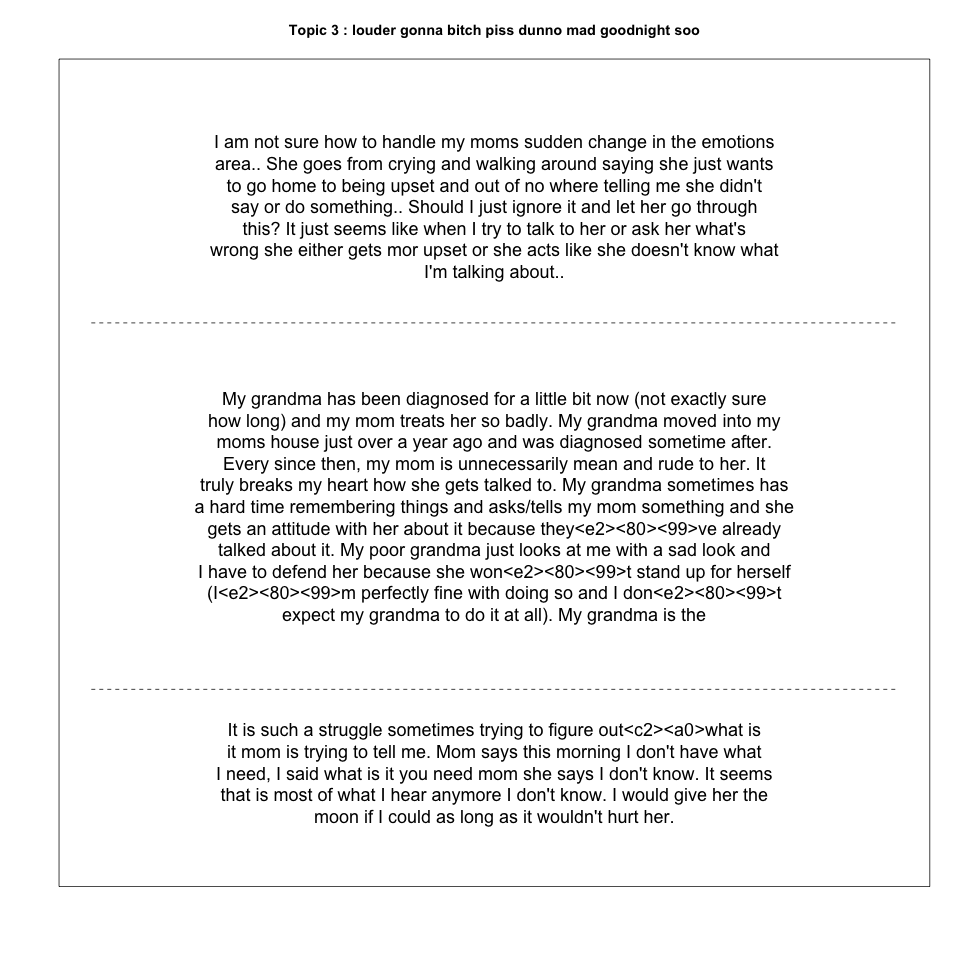 Topic 3 : louder gonna bitch piss dunno mad goodnight soo
I am not sure how to handle my moms sudden change in the emotions
area.. She goes from crying and walking around saying she just wants
to go home to being upset and out of no where telling me she didn't
say or do something.. Should I just ignore it and let her go through
this? It just seems like when I try to talk to her or ask her what's
wrong she either gets mor upset or she acts like she doesn't know what
I'm talking about..
My grandma has been diagnosed for a little bit now (not exactly sure
how long) and my mom treats her so badly. My grandma moved into my
moms house just over a year ago and was diagnosed sometime after.
Every since then, my mom is unnecessarily mean and rude to her. It
truly breaks my heart how she gets talked to. My grandma sometimes has
a hard time remembering things and asks/tells my mom something and she
gets an attitude with her about it because they<e2><80><99>ve already
talked about it. My poor grandma just looks at me with a sad look and
I have to defend her because she won<e2><80><99>t stand up for herself
(I<e2><80><99>m perfectly fine with doing so and I don<e2><80><99>t
expect my grandma to do it at all). My grandma is the
It is such a struggle sometimes trying to figure out<c2><a0>what is
it mom is trying to tell me. Mom says this morning I don't have what
I need, I said what is it you need mom she says I don't know. It seems
that is most of what I hear anymore I don't know. I would give her the
moon if I could as long as it wouldn't hurt her.